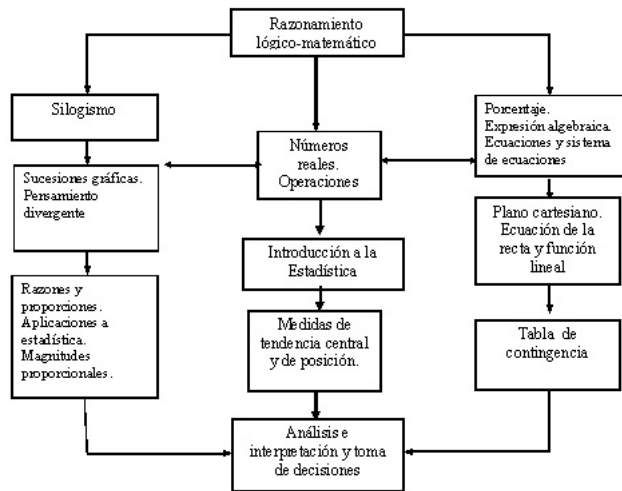 Razonamiento
lógico-matemático
Silogismo
Sucesiones gráficas.
Pensamiento
divergente
Razones y
proporciones.
Aplicaciones a
estadística.
Magnitudes
proporcionales.
Números
reales.
Operaciones
Introducción a la
Estadística
Medidas de
tendencia central
y de posición.
Porcentaje.
Expresión algebraica.
Ecuaciones y sistema
de ecuaciones
Plano cartesiano.
Ecuación de la
recta y función
lineal
Tabla de
contingencia
Análisis e
interpretación y toma
de decisiones